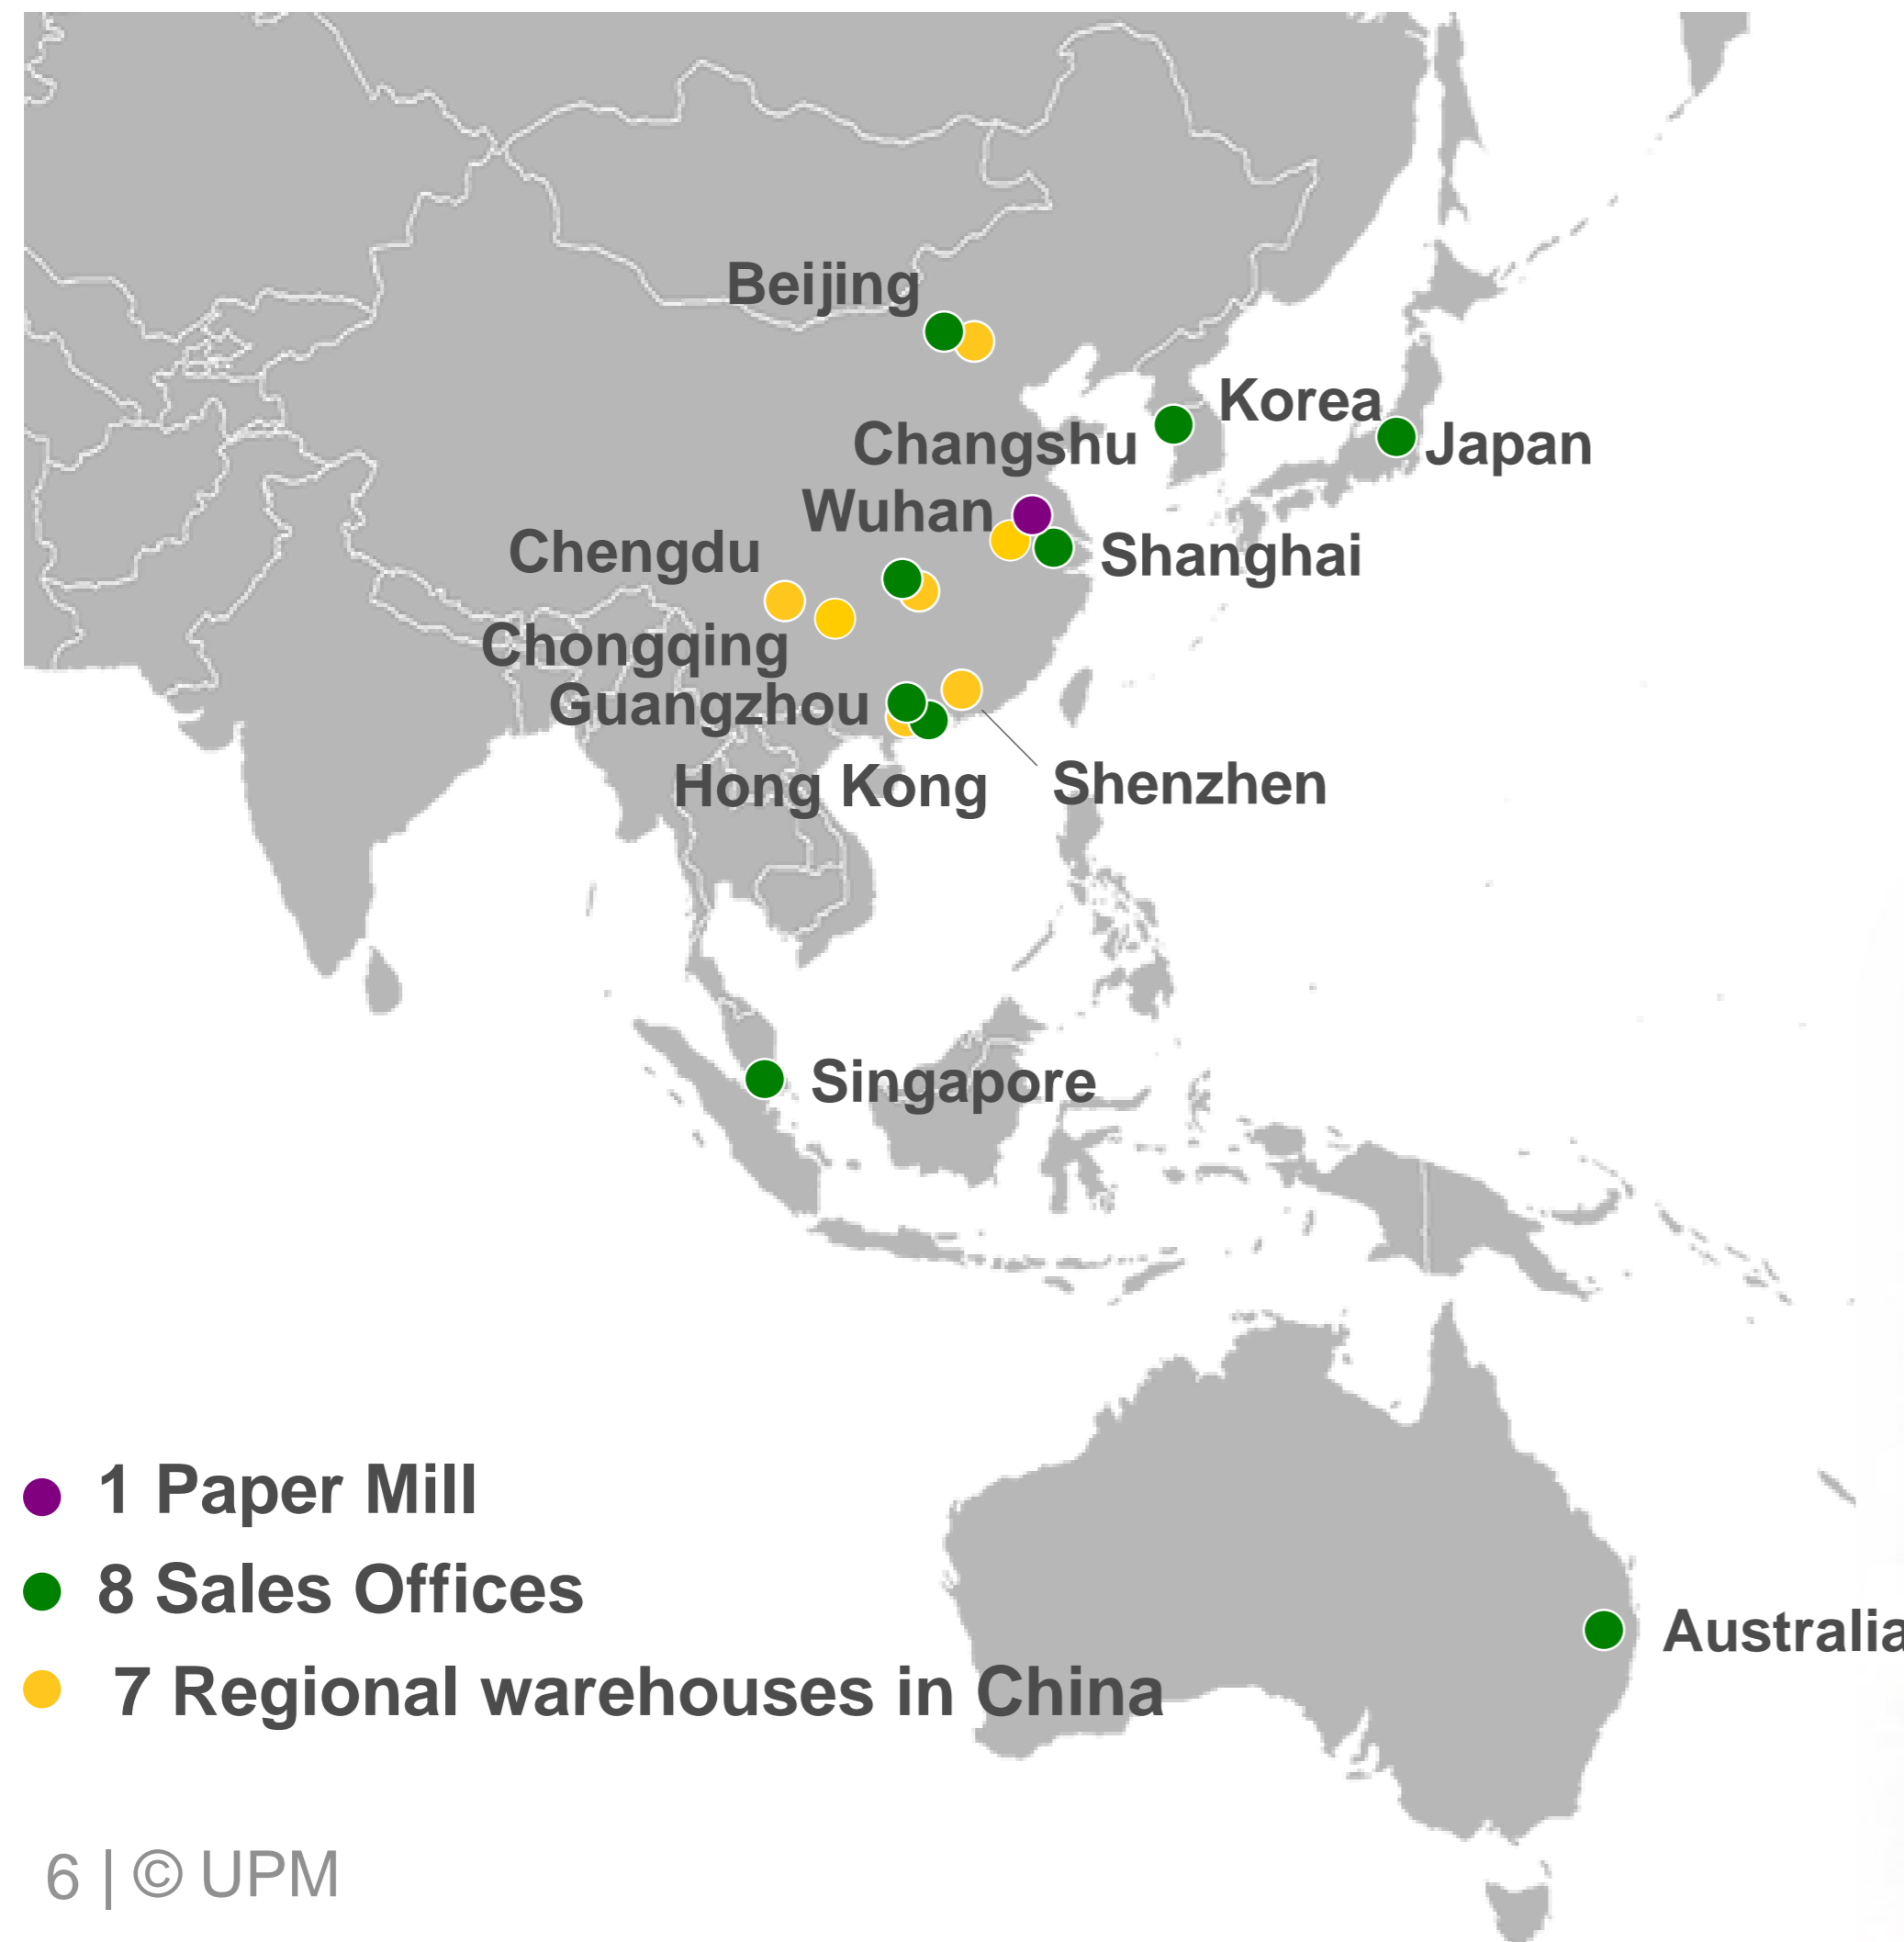 Beijing
Korea
Changshu
Japan
Wuhan
Chengdu
Shanghai
Chongqing
Guangzhou
Hong Kong
Shenzhen
Singapore
1 Paper Mill
8 Sales Offices
Australia
7 Regional warehouses in China
6 | © UPM